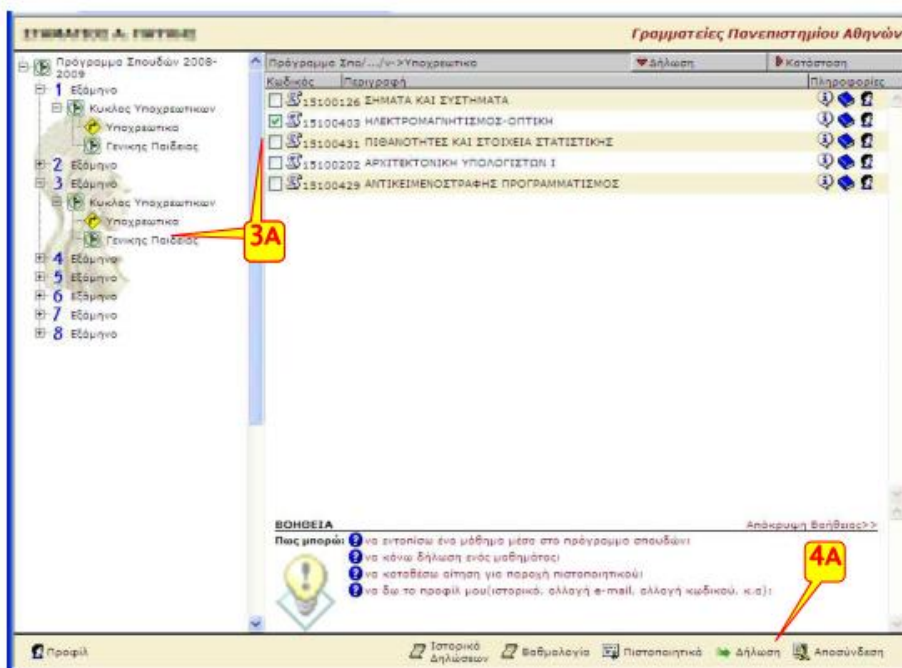 Γραμματείες Πανεπιστημίου Αθηνών
Πρόγραμμα Σπουδών 2008-
2009
1 Εξάμηνο
Κυκλος Υποχρεωτικων
Υποχρεωτικα
Γενικης Παιδειας
2 Εξάμηνο
3 Εξάμηνο
Κυκλος Υποχρεωτικων
Υποχρεωτικα
Γενικης Παιδειας
4 Εξάμηνο
5 Εξάμηνο
6 Εξάμηνο
7 Εξάμηνο
8 Εξάμηνο
3A
Πρόγραμμα Σπο/.../ν->Υποχρεωτικα Δήλωση Κατάσταση
Κωδικός Περιγραφή Πληροφορίες
15100126 ΣΗΜΑΤΑ ΚΑΙ ΣΥΣΤΗΜΑΤΑ
15100403 ΗΛΕΚΤΡΟΜΑΓΝΗΤΙΣΜΟΣ-ΟΠΤΙΚΗ
15100431 ΠΙΘΑΝΟΤΗΤΕΣ ΚΑΙ ΣΤΟΙΧΕΙΑ ΣΤΑΤΙΣΤΙΚΗΣ
15100202 ΑΡΧΙΤΕΚΤΟΝΙΚΗ ΥΠΟΛΟΓΙΣΤΩΝ Ι
15100429 ΑΝΤΙΚΕΙΜΕΝΟΣΤΡΑΦΗΣ ΠΡΟΓΡΑΜΜΑΤΙΣΜΟΣ
ΒΟΗΘΕΙΑ Απόκρυψη Βοήθειας>>
Πως μπορώ: να εντοπίσω ένα μάθημα μέσα στο πρόγραμμα σπουδών;
να κάνω δήλωση ενός μαθήματος;
να καταθέσω αίτηση για παροχή πιστοποιητικού;
να δω το προφίλ μου(ιστορικό, αλλαγή e-mail, αλλαγή κωδικού, κ.α);
4A
Προφίλ Ιστορικό Δηλώσεων Βαθμολογία Πιστοποιητικά Δήλωση Αποσύνδεση